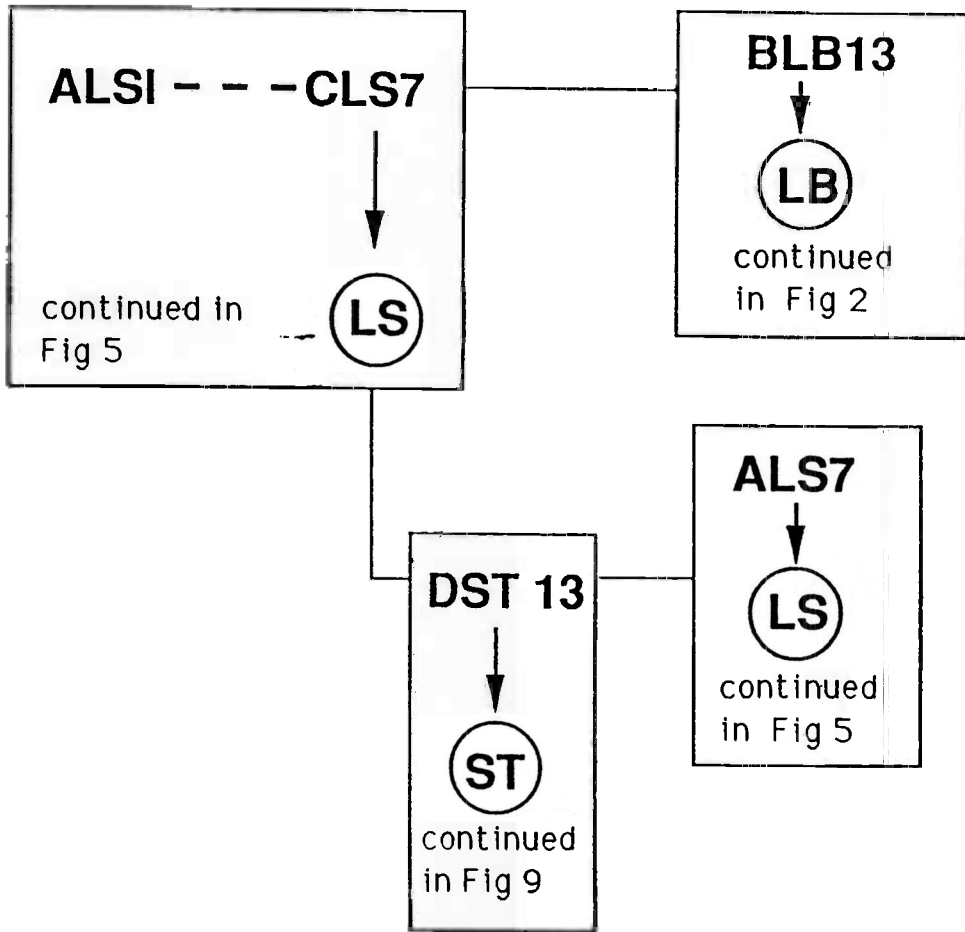 ALSI - - - CLS7
LS
continued in
Fig 5
BLB13
LB
continued
in Fig 2
DST 13
ST
continued
in Fig 9
ALS7
LS
continued
in Fig 5